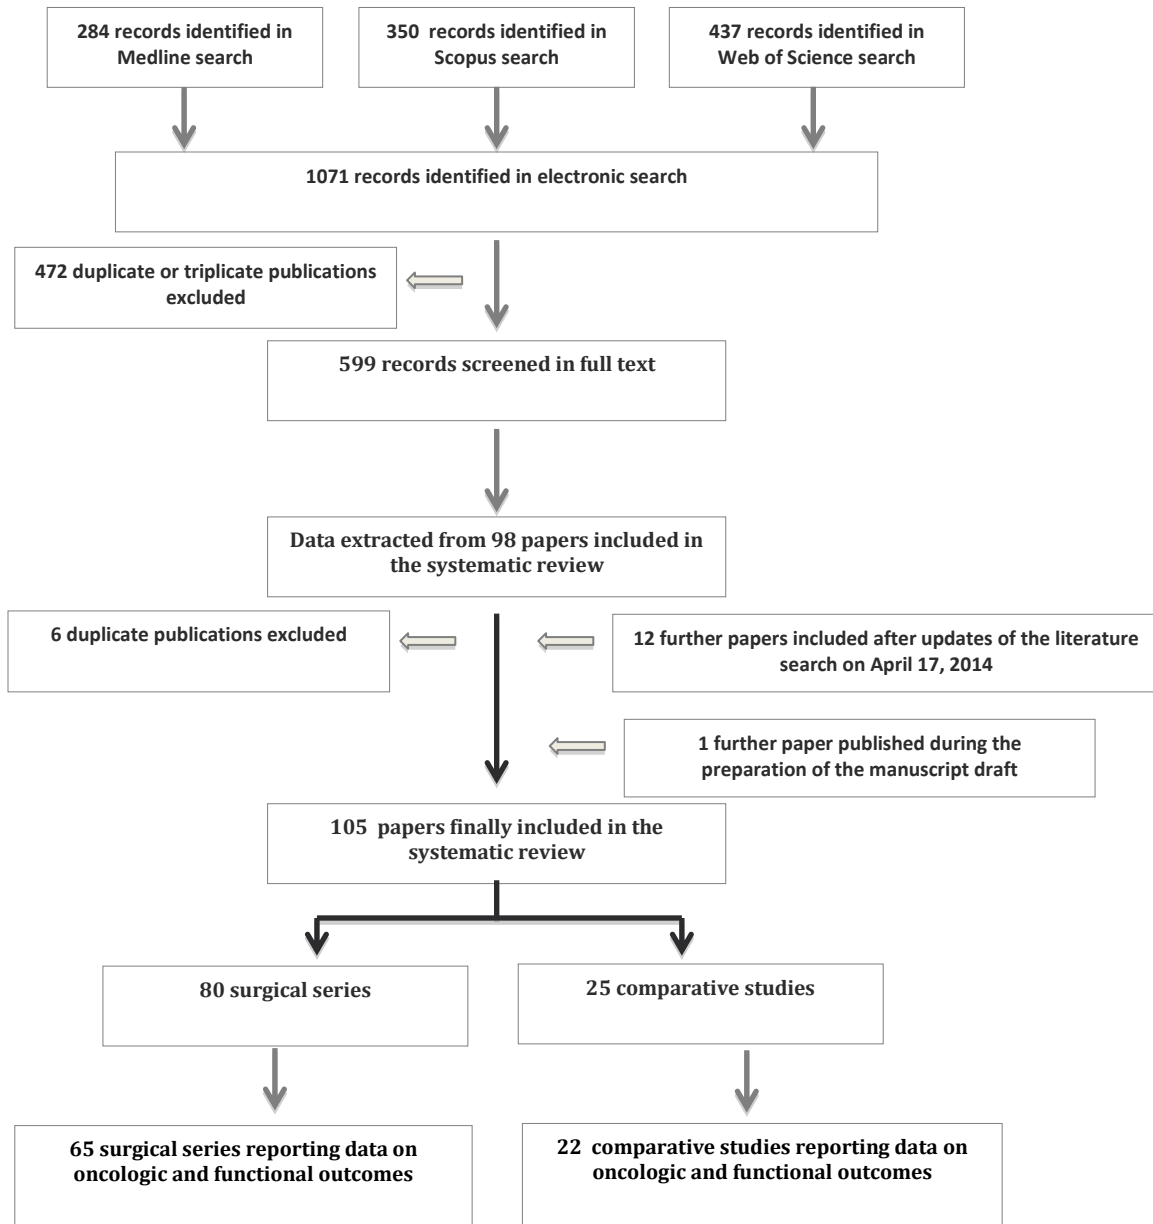 284 records identified in
Medline search
350 records identified in
Scopus search
437 records identified in
Web of Science search
1071 records identified in electronic search
472 duplicate or triplicate publications
excluded
599 records screened in full text
Data extracted from 98 papers included in
the systematic review
6 duplicate publications excluded
12 further papers included after updates of the literature
search on April 17, 2014
1 further paper published during the
preparation of the manuscript draft
105 papers finally included in the
systematic review
80 surgical series
25 comparative studies
65 surgical series reporting data on
oncologic and functional outcomes
22 comparative studies reporting data on
oncologic and functional outcomes